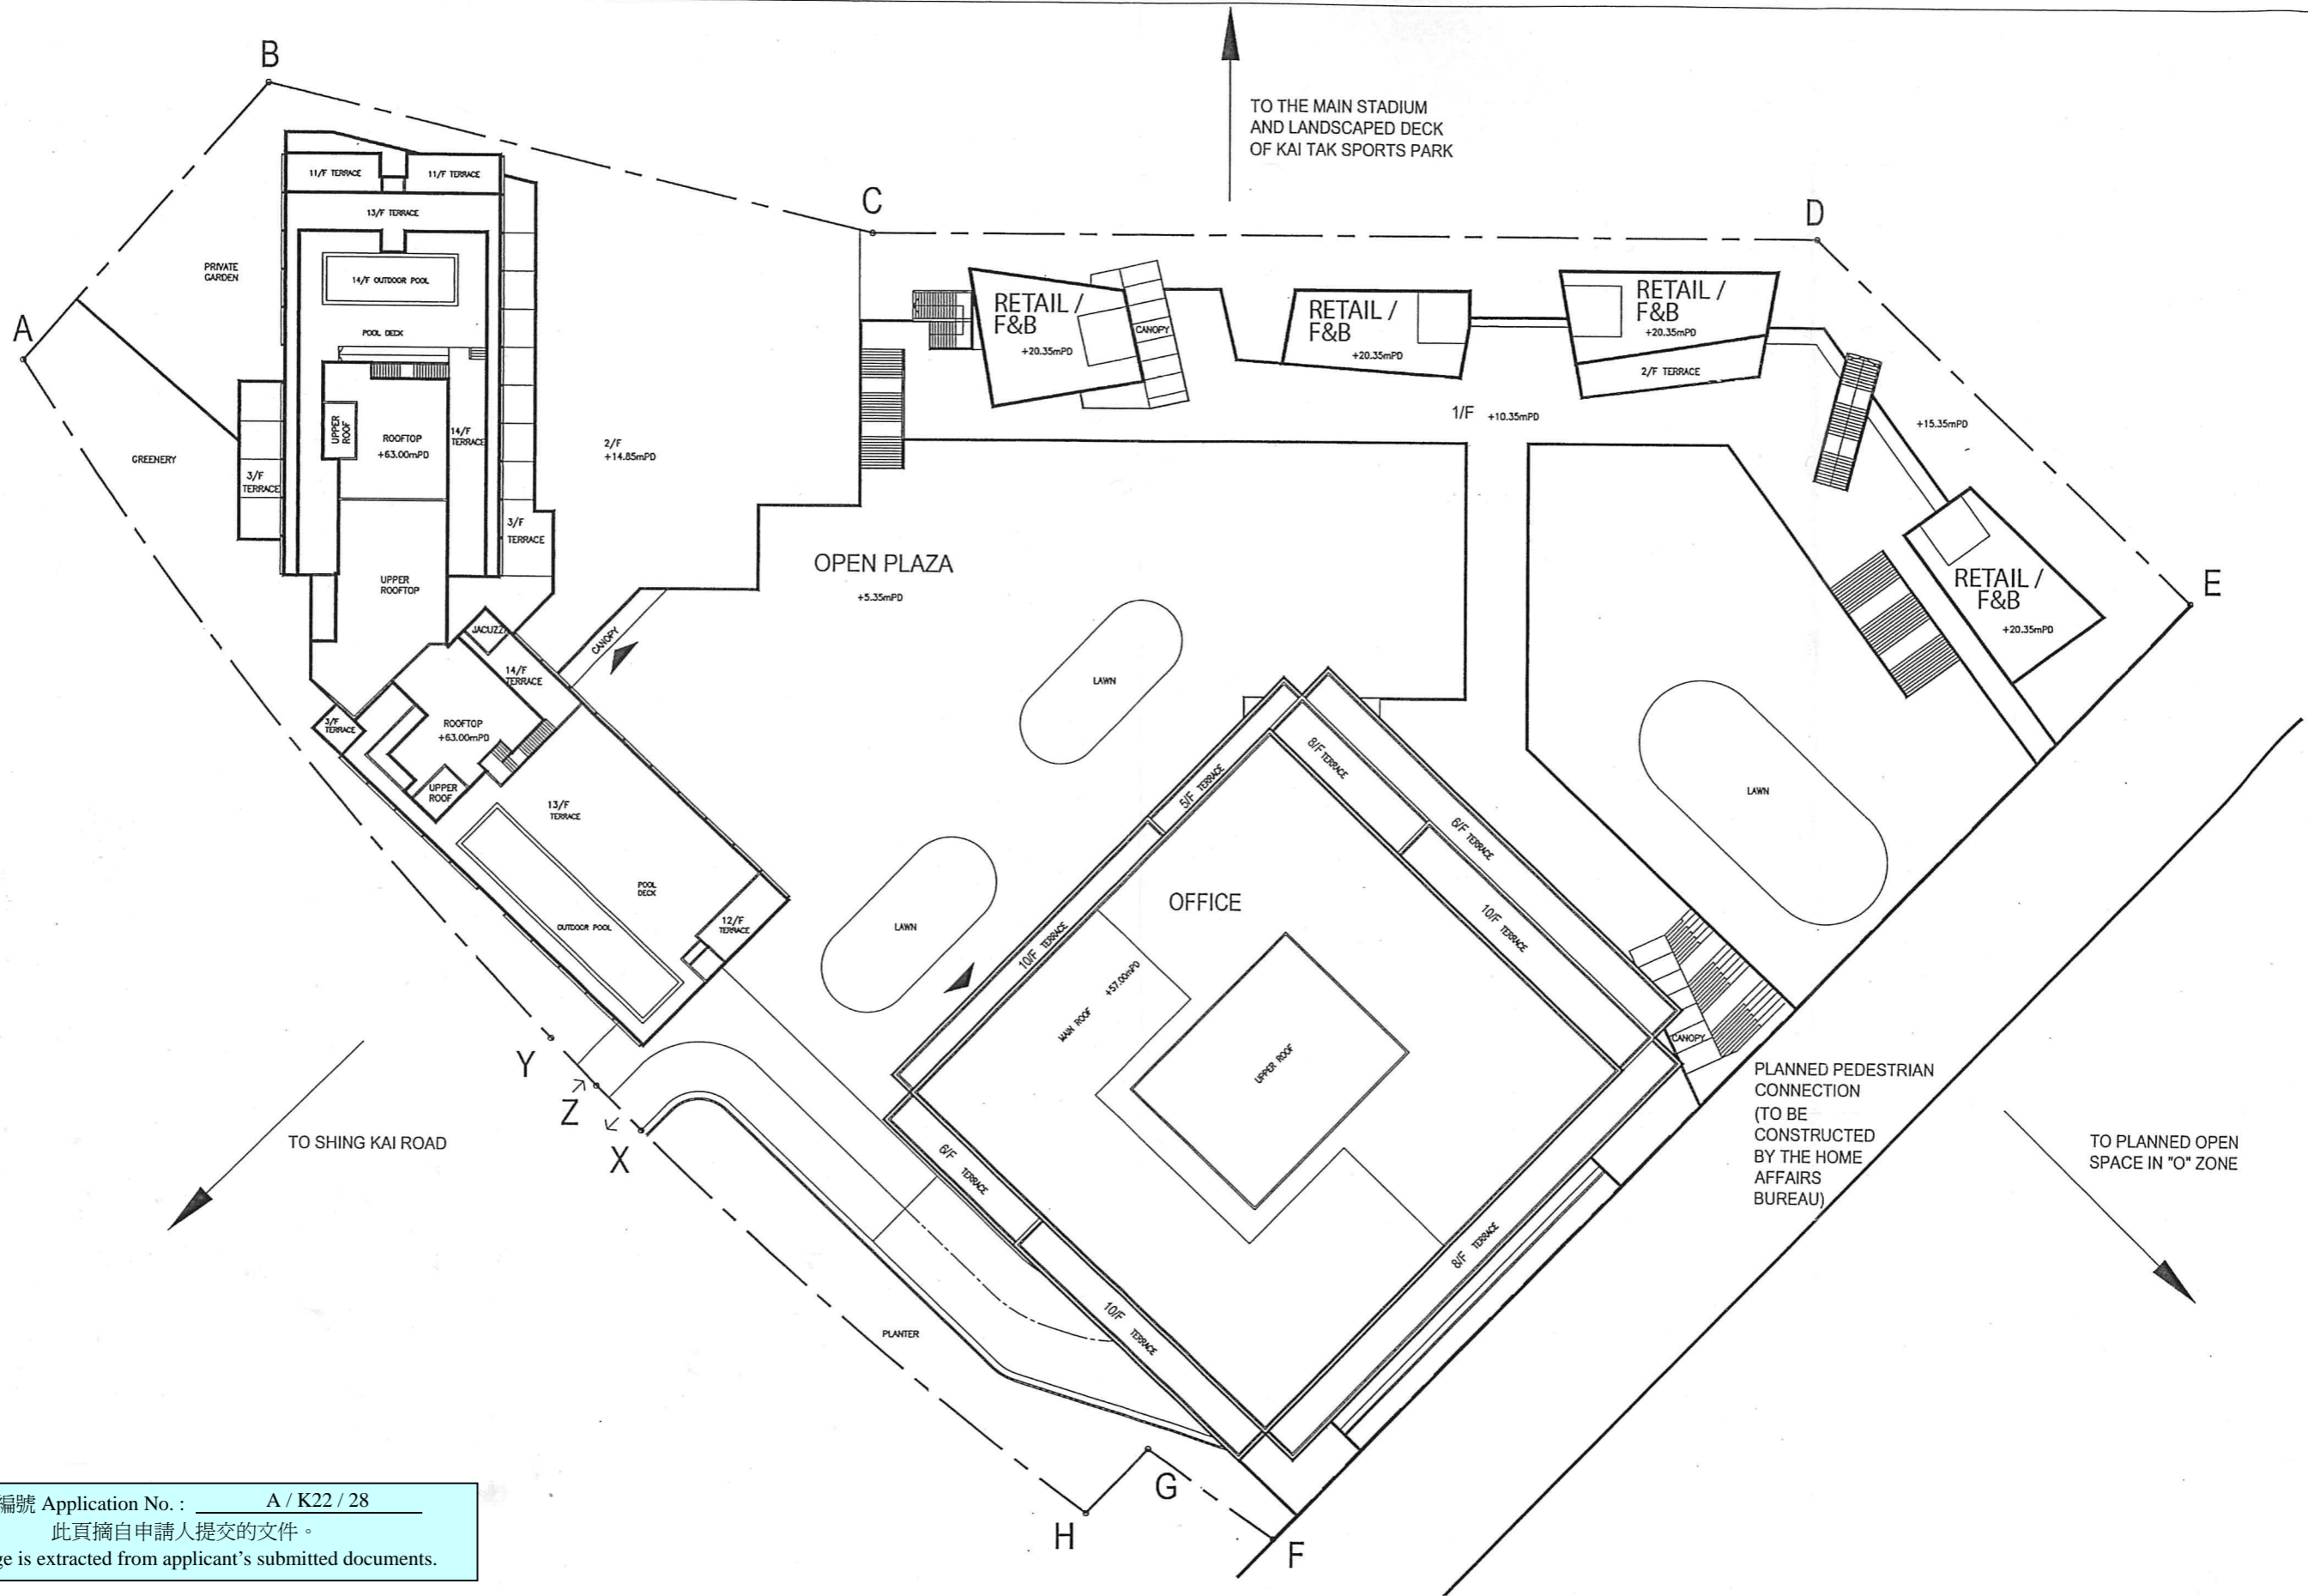 B
TO THE MAIN STADIUM
AND LANDSCAPED DECK
OF KAI TAK SPORTS PARK
11/F TERRACE
11/F TERRACE
C
D
13/F TERRACE
PRIVATE
GARDEN
14/F OUTDOOR POOL
A
POOL DECK
RETAIL /
F&B
+20.35mPD
CANOPY
RETAIL /
F&B
+20.35mPD
RETAIL /
F&B
+20.35mPD
2/F TERRACE
1/F +10.35mPD
+15.35mPD
UPPER
ROOF
ROOFTOP
+63.00mPD
14/F
TERRACE
2/F
+14.85mPD
GREENERY
3/F
TERRACE
3/F
TERRACE
OPEN PLAZA
+5.35mPD
UPPER
ROOFTOP
RETAIL /
F&B
+20.35mPD
E
JACUZZI
CANOPY
14/F
TERRACE
LAWN
3/F
TERRACE
ROOFTOP
+63.00mPD
UPPER
ROOF
13/F
TERRACE
8/F TERRACE
5/F TERRACE
6/F TERRACE
LAWN
POOL
DECK
OUTDOOR POOL
12/F
TERRACE
LAWN
OFFICE
10/F TERRACE
10/F TERRACE
MAIN ROOF +57.00mPD
UPPER ROOF
CANOPY
Y
Z
X
TO SHING KAI ROAD
PLANNED PEDESTRIAN
CONNECTION
(TO BE
CONSTRUCTED
BY THE HOME
AFFAIRS
BUREAU)
TO PLANNED OPEN
SPACE IN "O" ZONE
6/F TERRACE
8/F TERRACE
10/F TERRACE
PLANTER
G
H
F
編號 Application No. : A / K22 / 28
此頁摘自申請人提交的文件。
ge is extracted from applicant's submitted documents.